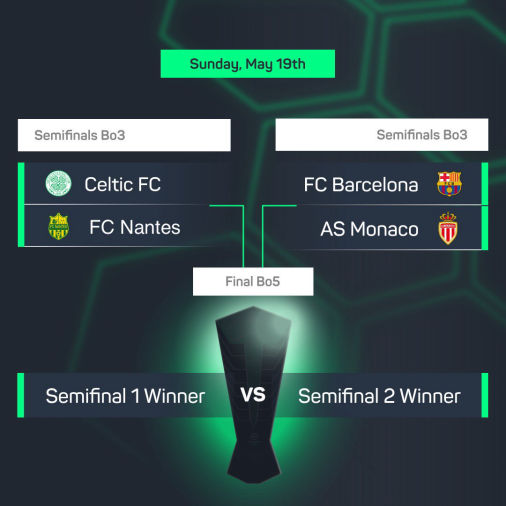 Sunday, May 19th
Semifinals Bo3
Celtic FC
FC Nantes
Semifinals Bo3
FC Barcelona
AS Monaco
Final Bo5
Semifinal 1 Winner
VS
Semifinal 2 Winner